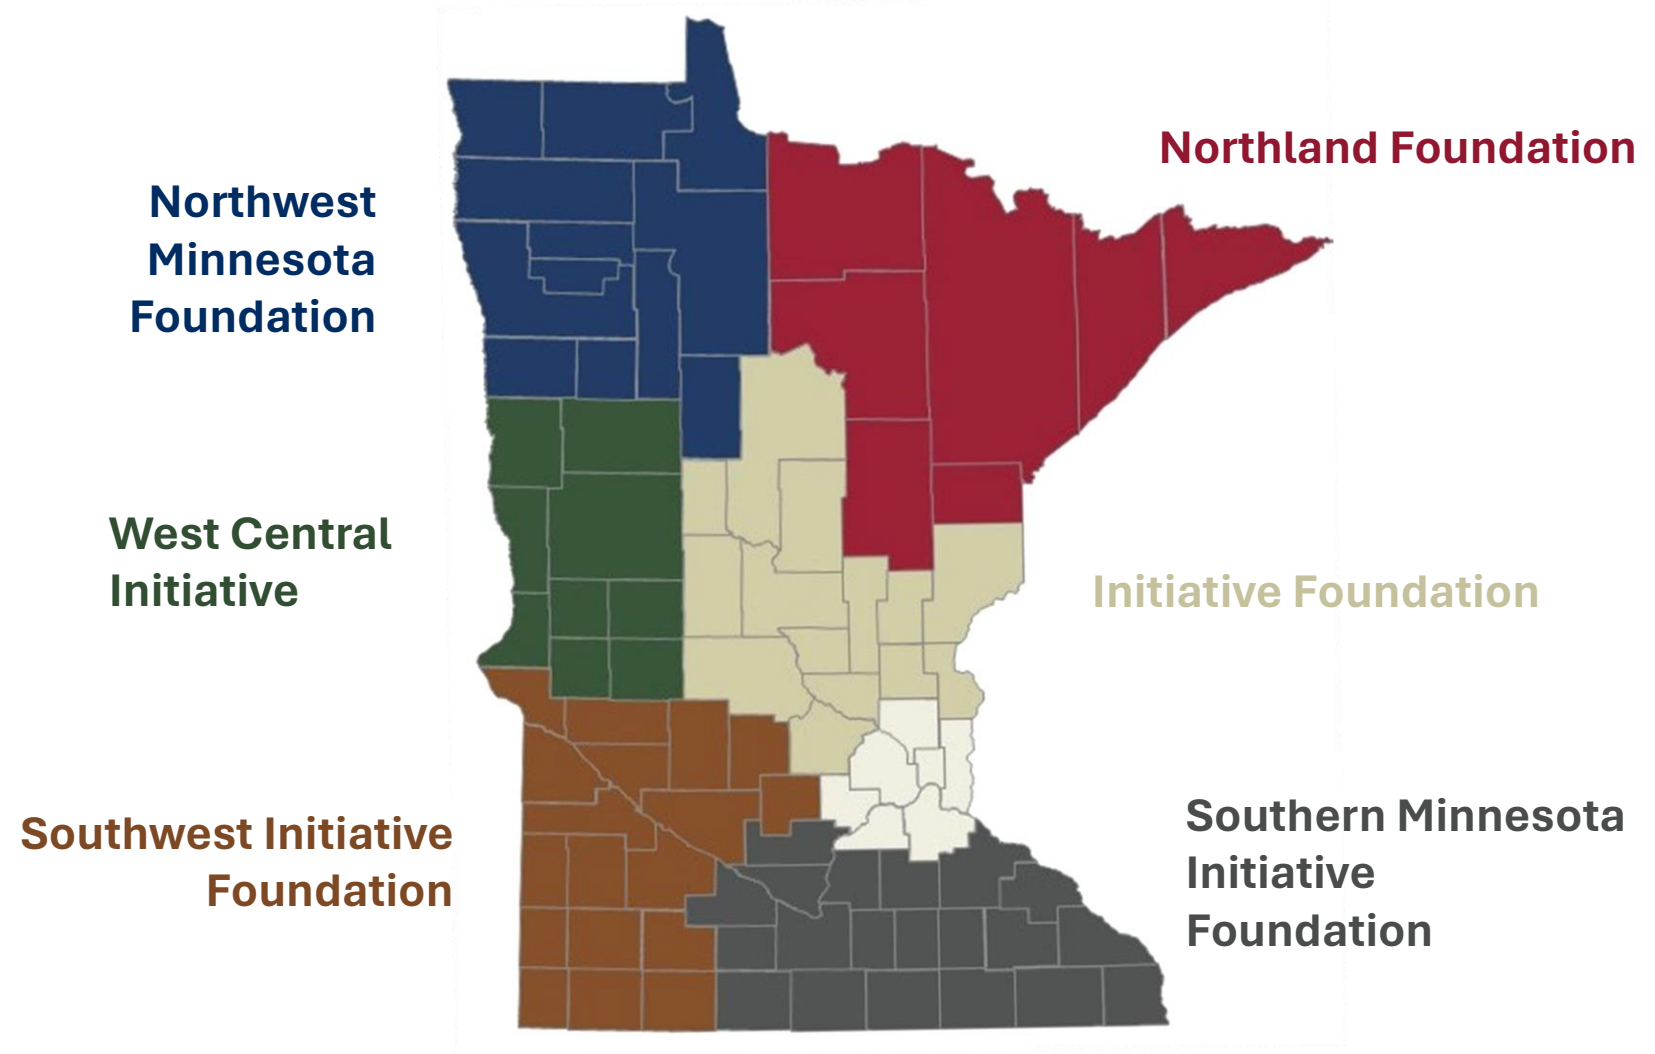 Northland Foundation
Northwest
Minnesota
Foundation
West Central
Initiative
Initiative Foundation
Southwest Initiative
Foundation
Southern Minnesota
Initiative
Foundation